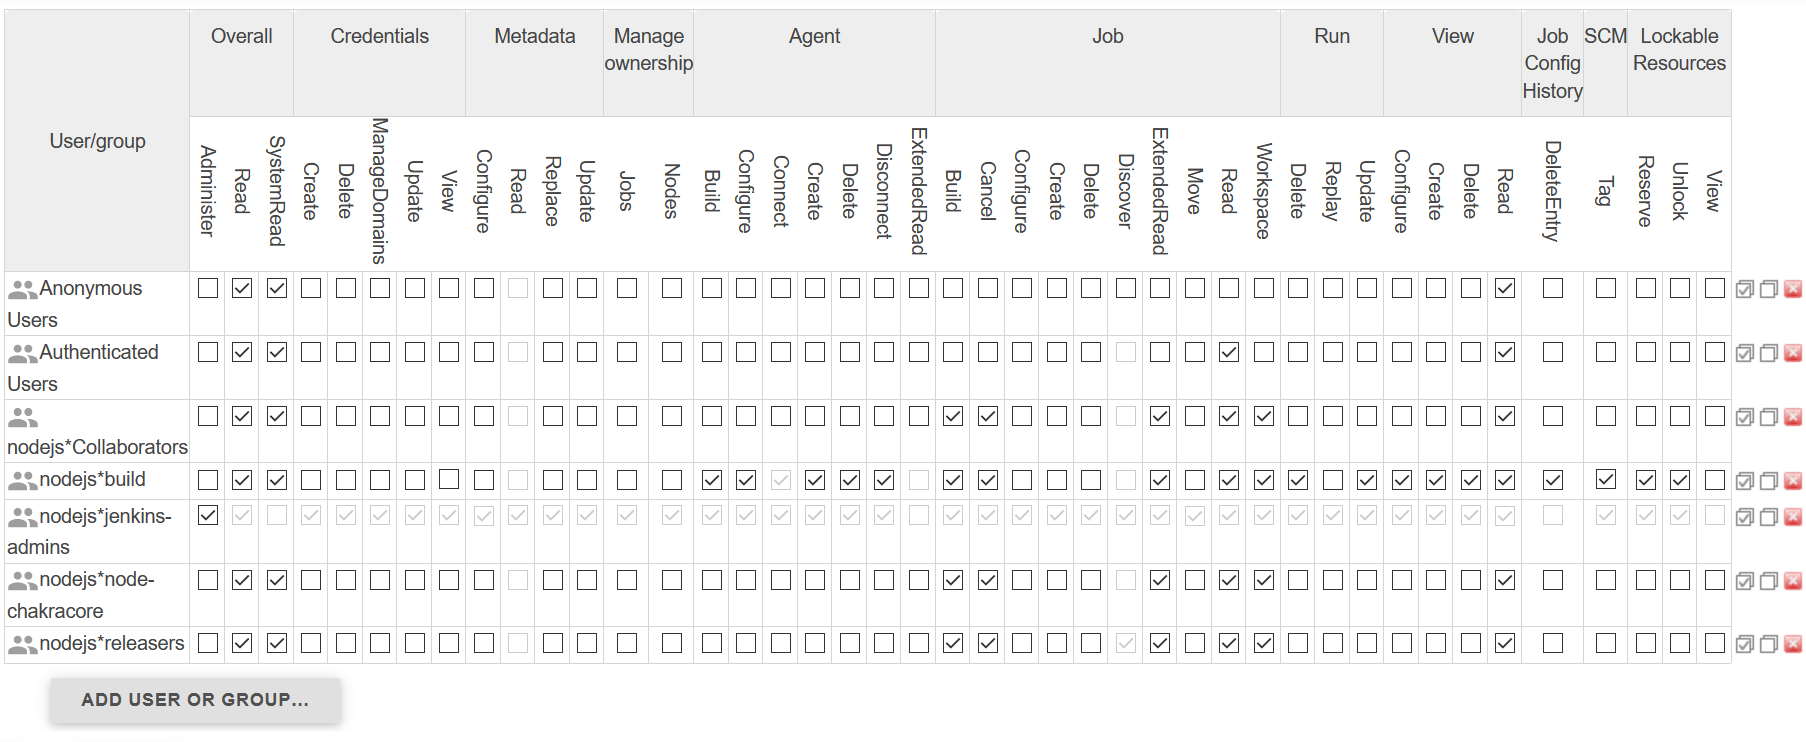 Overall Credentials Metadata Manage ownership Agent Job Run View Job Config History SCM Lockable Resources
User/group
Administer Read SystemRead Create Delete ManageDomains Update View Configure Read Replace Update Jobs Nodes Build Configure Connect Create Delete Disconnect ExtendedRead Build Cancel Configure Create Delete Discover ExtendedRead Move Read Workspace Delete Replay Update Configure Create Delete Read DeleteEntry Tag Reserve Unlock View
Anonymous
Users
Authenticated
Users
nodejs*Collaborators
nodejs*build
nodejs*jenkins-
admins
nodejs*node-
chakracore
nodejs*releasers
ADD USER OR GROUP...